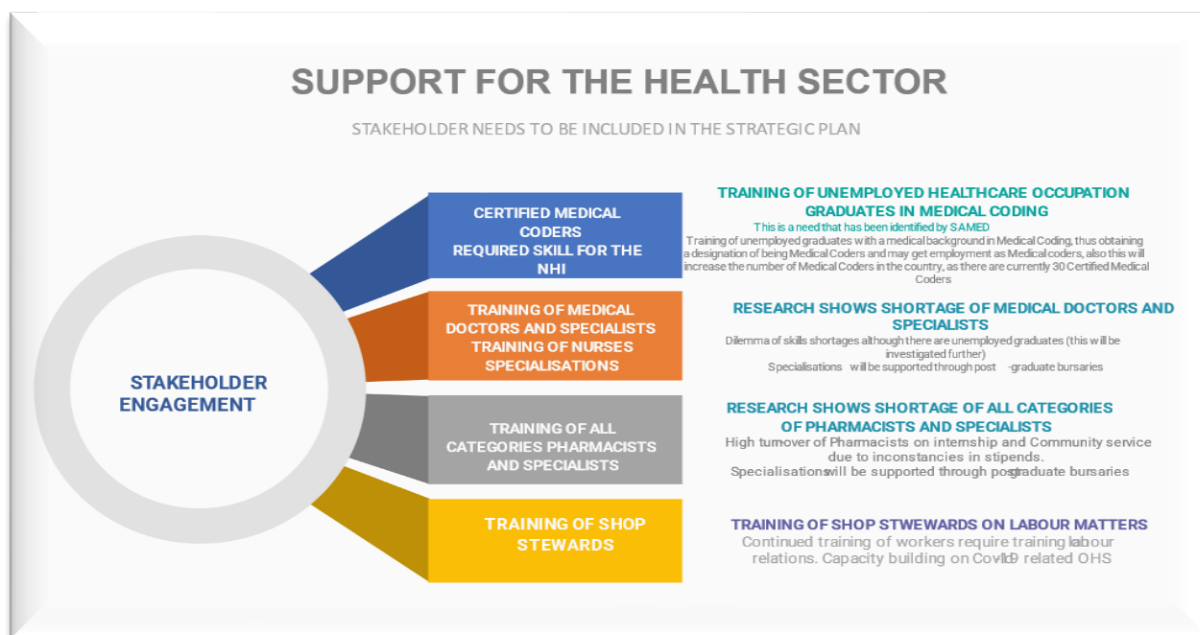 SUPPORT FOR THE HEALTH SECTOR
STAKEHOLDER NEEDS TO BE INCLUDED IN THE STRATEGIC PLAN
STAKEHOLDER
ENGAGEMENT
CERTIFIED MEDICAL
CODERS
REQUIRED SKILL FOR THE
NHI
TRAINING OF UNEMPLOYED HEALTHCARE OCCUPATION
GRADUATES IN MEDICAL CODING
This is a need that has been identified by SAMED
Training of unemployed graduates with a medical background in Medical Coding, thus obtaining
a designation of being Medical Coders and may get employment as Medical coders, also this will
increase the number of Medical Coders in the country, as there are currently 30 Certified Medical
Coders
TRAINING OF MEDICAL
DOCTORS AND SPECIALISTS
TRAINING OF NURSES
SPECIALISATIONS
RESEARCH SHOWS SHORTAGE OF MEDICAL DOCTORS AND
SPECIALISTS
Dilemma of skills shortages although there are unemployed graduates (this will be
investigated further)
Specialisations will be supported through post -graduate bursaries
TRAINING OF ALL
CATEGORIES PHARMACISTS
AND SPECIALISTS
RESEARCH SHOWS SHORTAGE OF ALL CATEGORIES
OF PHARMACISTS AND SPECIALISTS
High turnover of Pharmacists on internship and Community service
due to inconstancies in stipends.
Specialisations will be supported through postgraduate bursaries
TRAINING OF SHOP
STEWARDS
TRAINING OF SHOP STWEWARDS ON LABOUR MATTERS
Continued training of workers require training labour
relations. Capacity building on Covid-19 related OHS